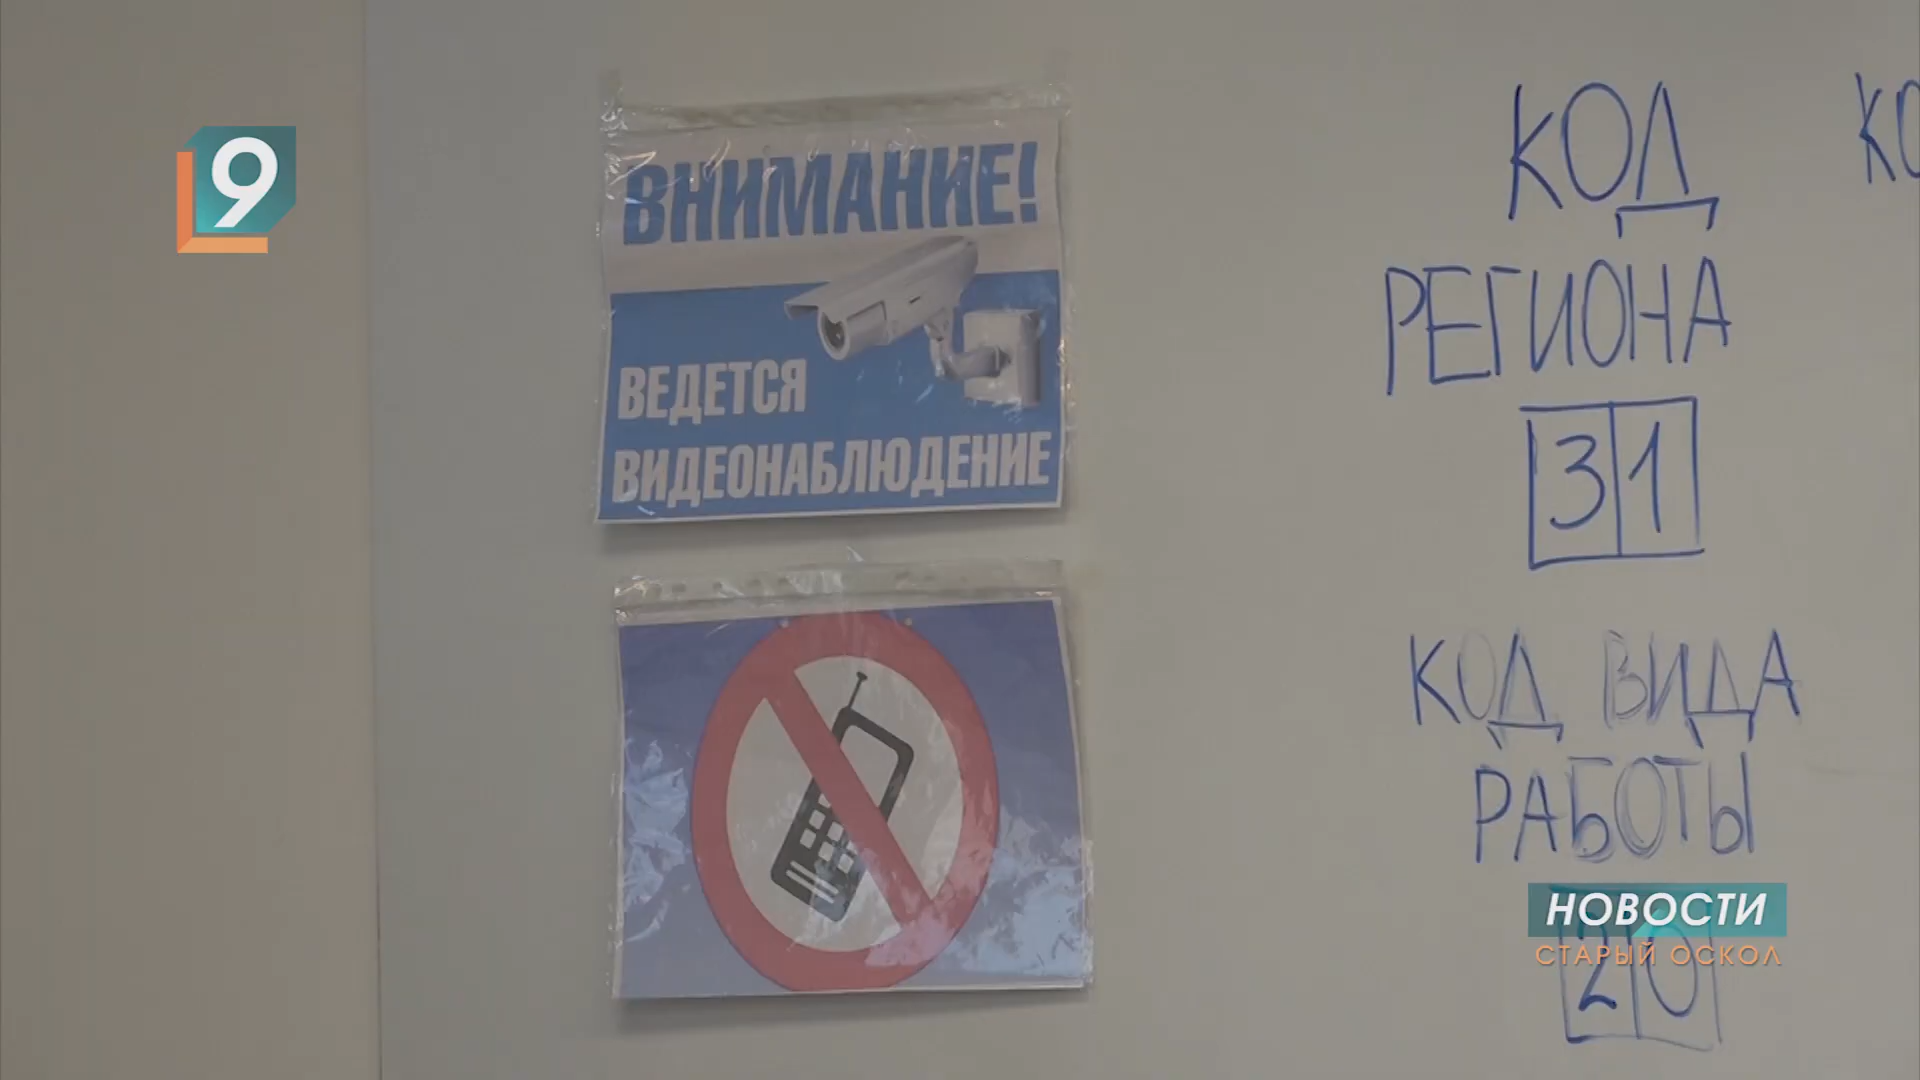 9
ВНИМАНИЕ!
ВЕДЕТСЯ
ВИДЕОНАБЛЮДЕНИЕ
КОД
РЕГИОНА
31
КОД ВИДА
РАБОТЫ
20
НОВОСТИ
СТАРЫЙ ОСКОЛ